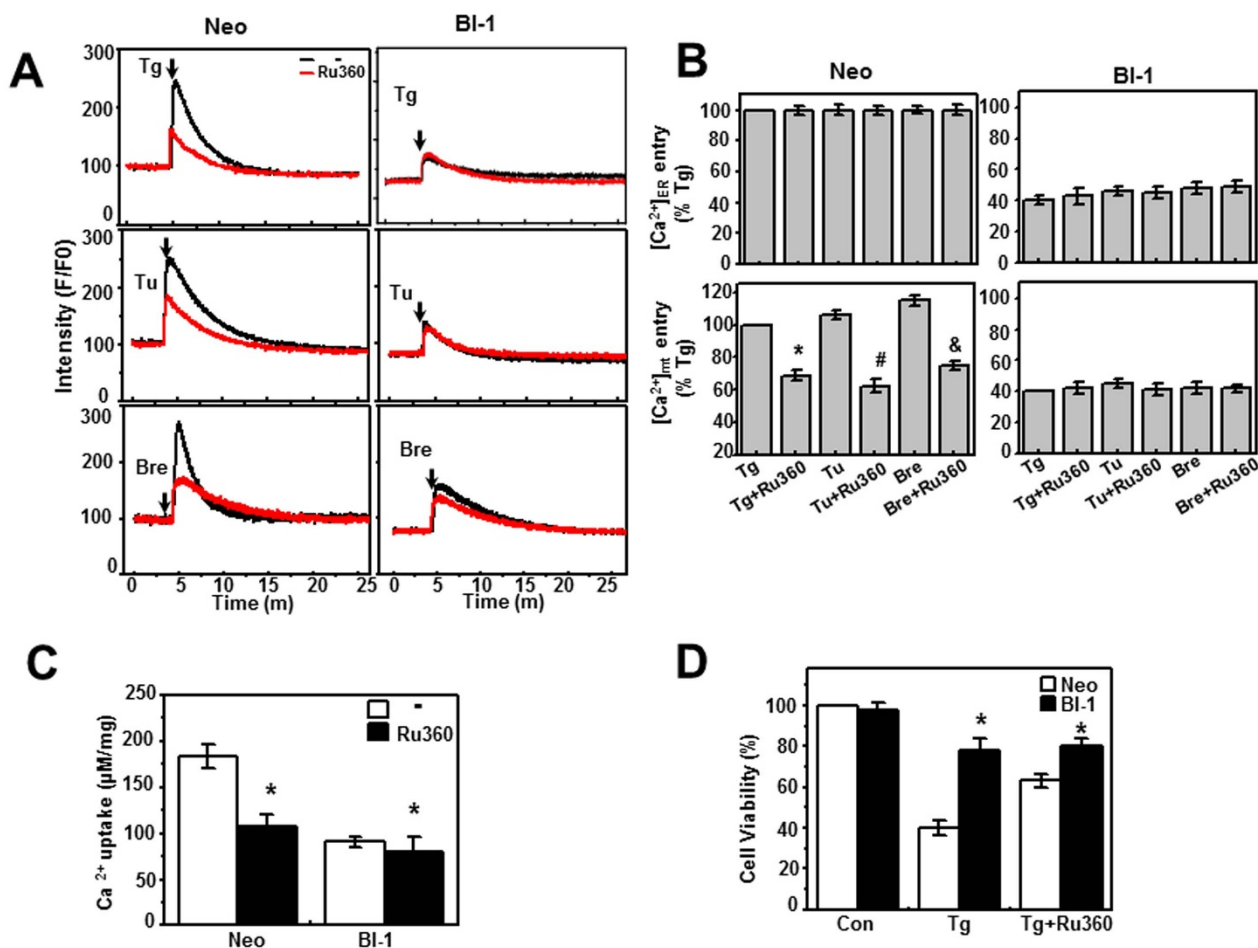 A
Neo
BI-1
Intensity (F/F0)
300
200
100
0
Tg
-
Ru360
Tg
300
200
100
0
Tu
Tu
300
200
100
0
Bre
Bre
0 5 10 15 20 25
0 5 10 15 20 25
Time (m)
Time (m)
B
Neo
BI-1
[Ca2+]ER entry
(% Tg)
100
80
60
40
20
0
100
80
60
40
20
0
[Ca2+]mt entry
(% Tg)
120
100
80
60
40
20
* # &
100
80
60
40
20
0
Tg
Tg+Ru360
Tu
Tu+Ru360
Bre
Bre+Ru360
Tg
Tg+Ru360
Tu
Tu+Ru360
Bre
Bre+Ru360
C
Ca 2+ uptake (µM/mg)
250
200
150
100
50
0
-
Ru360
* *
Neo BI-1
D
Cell Viability (%)
100
80
60
40
80
0
Neo
BI-1
* *
Con Tg Tg+Ru360